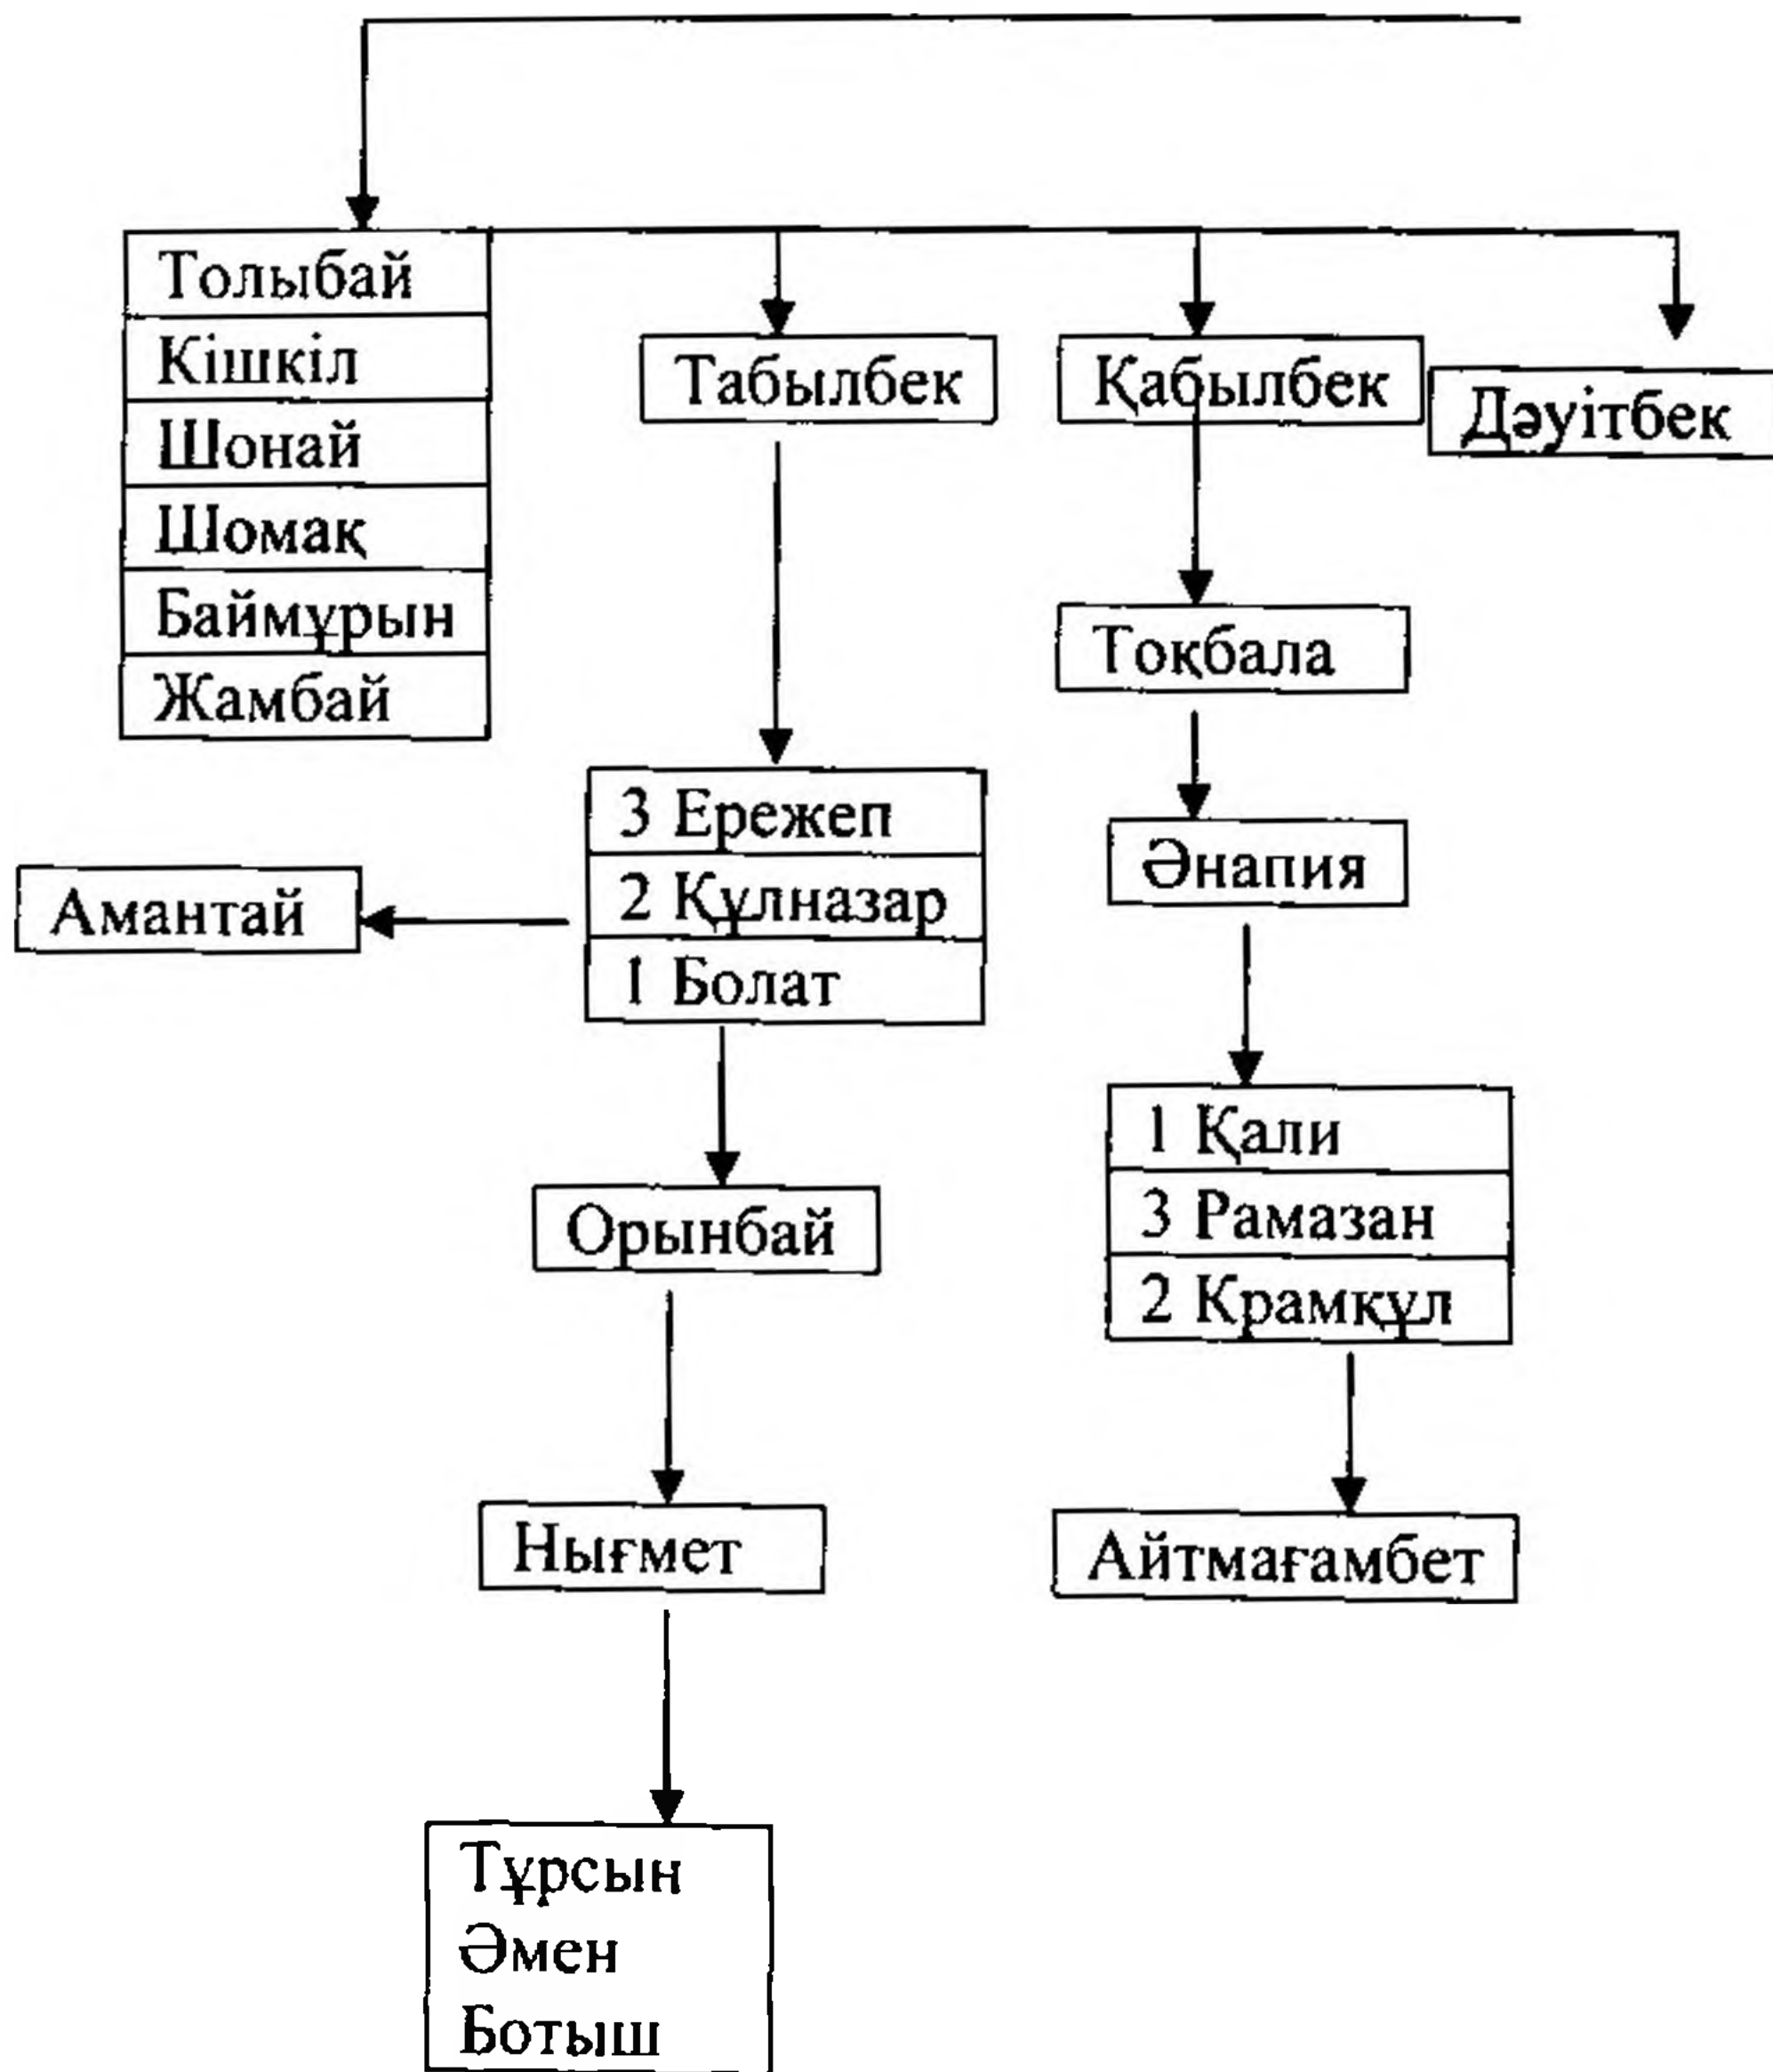 Толыбай
Кішкіл
Шонай
Шомақ
Баймұрын
Жамбай
Табылбек
Қабылбек
Дәуітбек
Тоқбала
3 Ережеп
2 Құлназар
1 Болат
Амантай
Әнапия
1 Қали
3 Рамазан
2 Крамқұл
Орынбай
Нығмет
Айтмағамбет
Тұрсын
Әмен
Ботыш